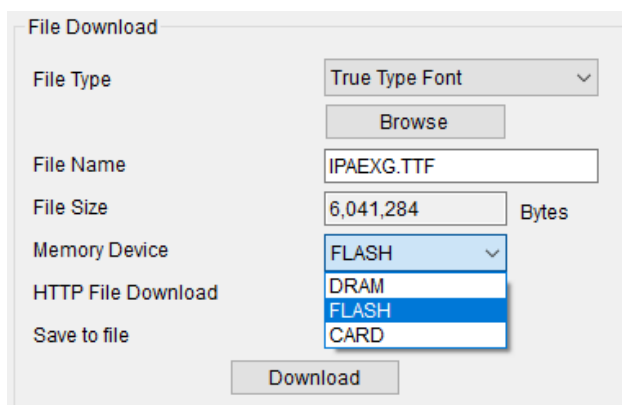 File Download
File Type True Type Font
Browse
File Name IPAEXG.TTF
File Size 6,041,284 Bytes
Memory Device FLASH
HTTP File Download DRAM
FLASH
Save to file CARD
Download